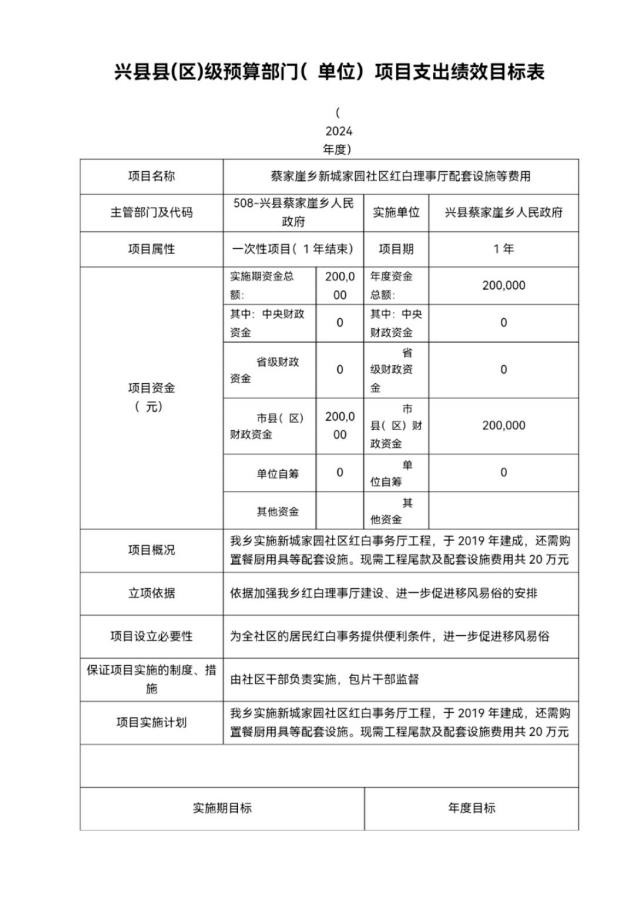 兴县县(区)级预算部门( 单位) 项目支出绩效目标表
(
2024
年度)
项目名称
蔡家崖乡新城家园社区红白理事厅配套设施等费用
主管部门及代码
508-兴县蔡家崖乡人民
政府
实施单位
兴县蔡家崖乡人民政府
项目属性
一次性项目( 1 年结束)
项目期
1 年
项目资金
( 元)
实施期资金总
额:
200,0
00
年度资金
总额:
200,000
其中: 中央财政
资金
0
其中: 中央
财政资金
0
省级财政
资金
0
省
级财政资
金
0
市县( 区)
财政资金
200,0
00
市
县( 区) 财
政资金
200,000
单位自筹
0
单
位自筹
0
其他资金
其
他资金
项目概况
我乡实施新城家园社区红白事务厅工程, 于 2019 年建成, 还需购
置餐厨用具等配套设施。现需工程尾款及配套设施费用共 20 万元
立项依据
依据加强我乡红白理事厅建设、进一步促进移风易俗的安排
项目设立必要性
为全社区的居民红白事务提供便利条件, 进一步促进移风易俗
保证项目实施的制度、措
施
由社区干部负责实施, 包片干部监督
项目实施计划
我乡实施新城家园社区红白事务厅工程, 于 2019 年建成, 还需购
置餐厨用具等配套设施。现需工程尾款及配套设施费用共 20 万元
实施期目标
年度目标